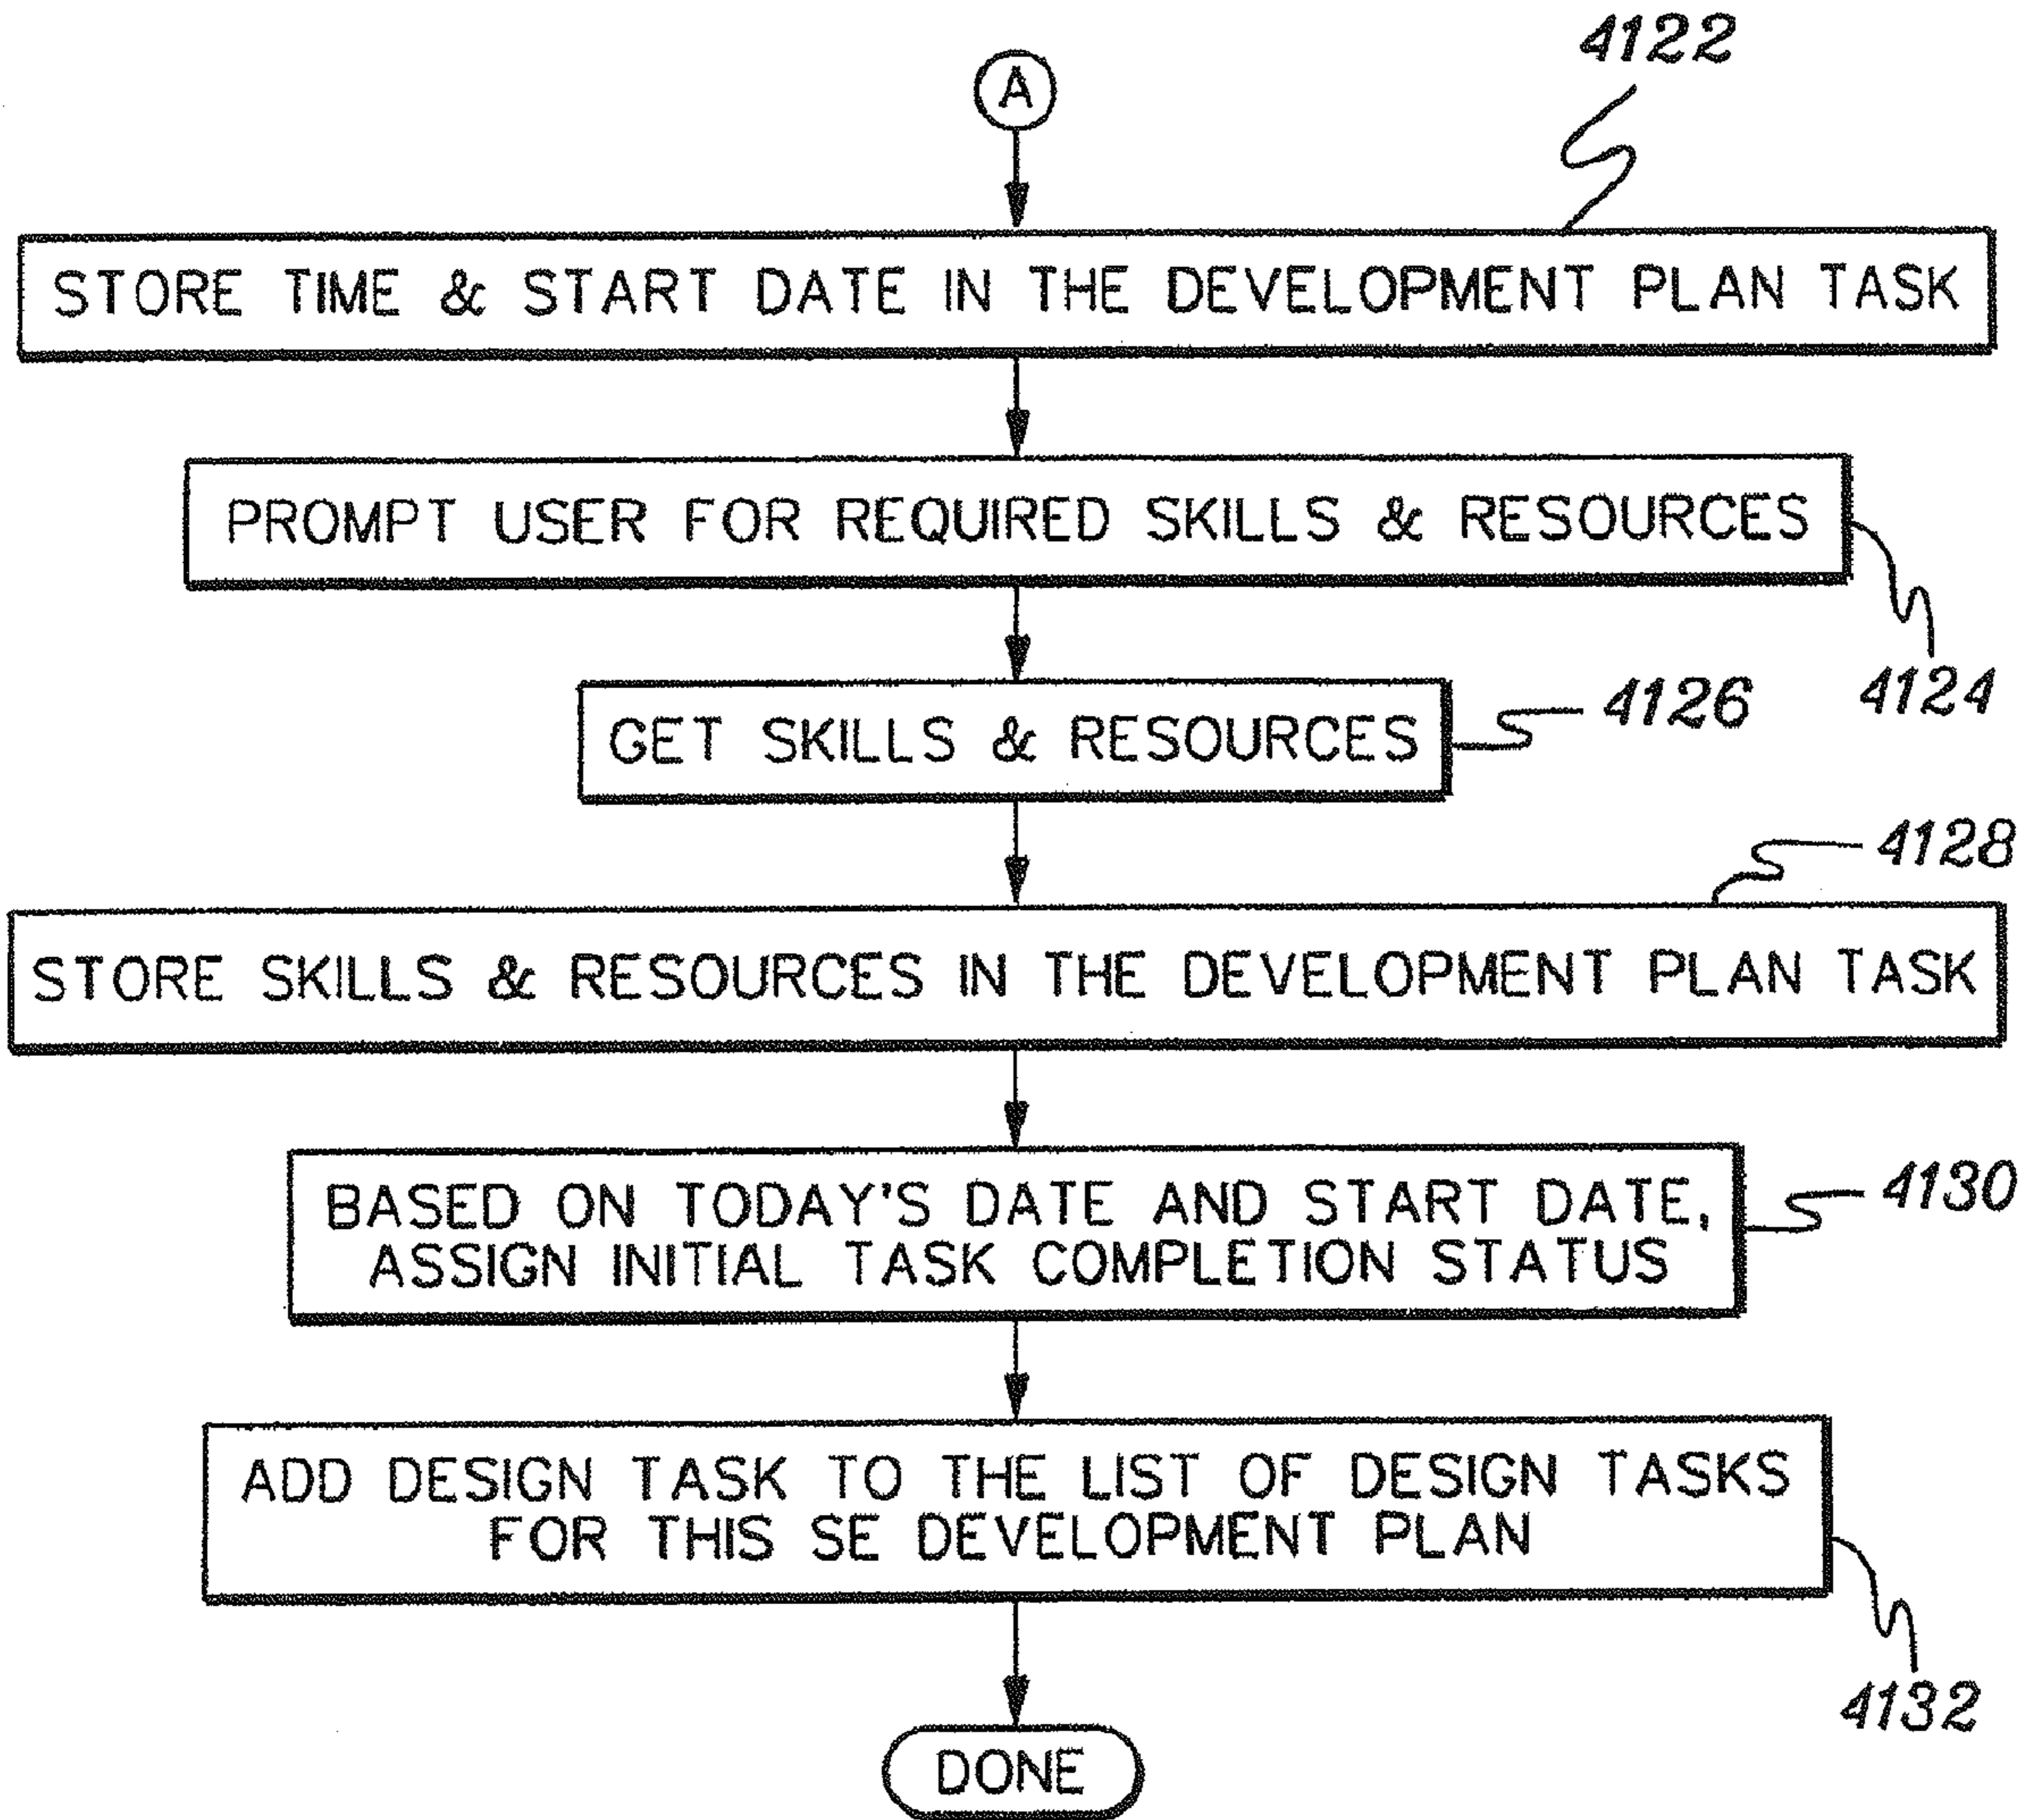 4122
A
STORE TIME & START DATE IN THE DEVELOPMENT PLAN TASK
PROMPT USER FOR REQUIRED SKILLS & RESOURCES
4124
GET SKILLS & RESOURCES
4126
4128
STORE SKILLS & RESOURCES IN THE DEVELOPMENT PLAN TASK
BASED ON TODAY'S DATE AND START DATE,
ASSIGN INITIAL TASK COMPLETION STATUS
4130
ADD DESIGN TASK TO THE LIST OF DESIGN TASKS
FOR THIS SE DEVELOPMENT PLAN
4132
DONE